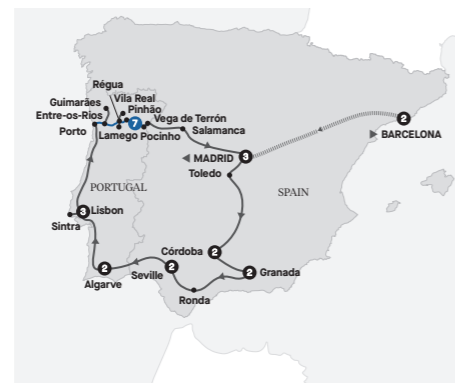 Régua
Vila Real
Guimarães
Pinhão
Entre-os-Rios
7
Vega de Terrón
2
Porto
Lamego
Pocinho
Salamanca
BARCELONA
MADRID
3
Toledo
PORTUGAL
SPAIN
3
Lisbon
Sintra
Córdoba
2
2
Algarve
Seville
2
2
Granada
Ronda